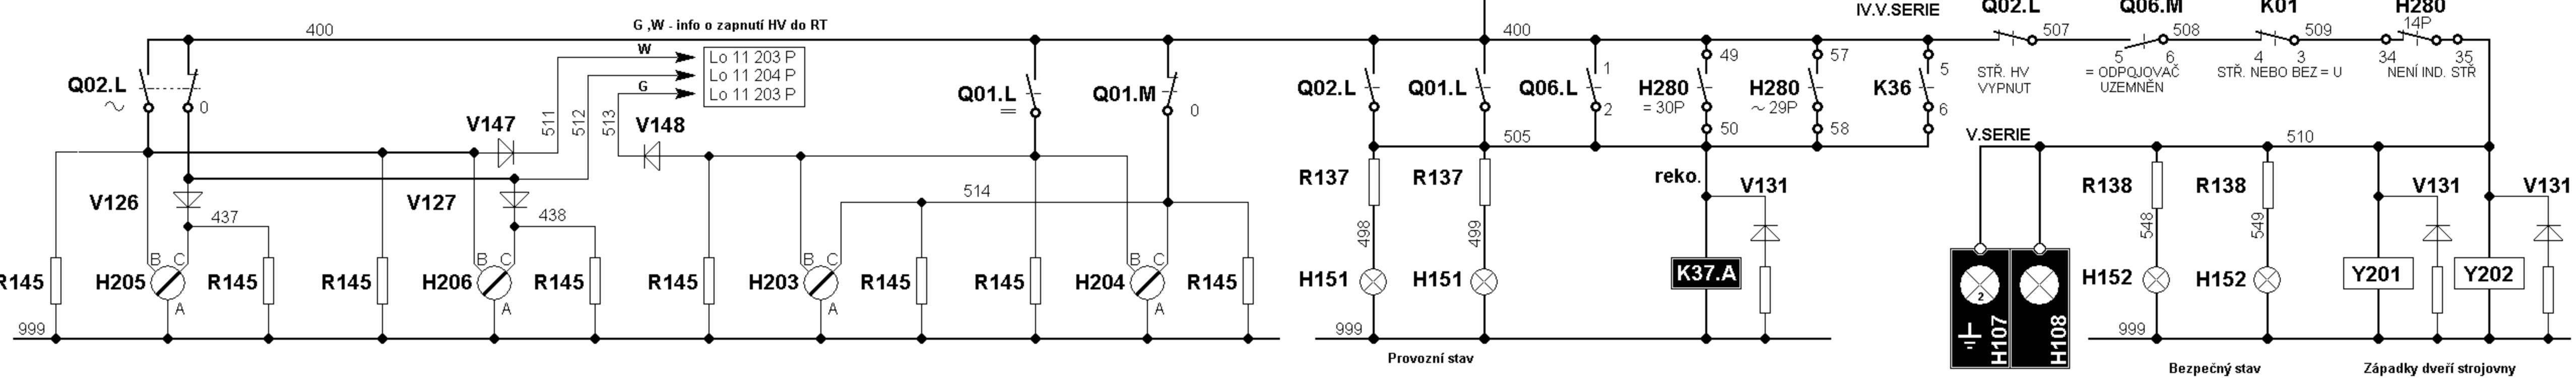 G ,W - info o zapnutí HV do RT
400
W
G
Lo 11 203 P
Lo 11 204 P
Lo 11 203 P
Q02.L
0
Q01.L
Q01.M
0
V147
511
512
513
V148
V126
437
V127
438
514
R145
B C
H205
A
R145
R145
B C
H206
A
R145
R145
B C
H203
A
R145
R145
B C
H204
A
R145
999
400
Q02.L
Q01.L
Q06.L
1
2
H280
= 30P
49
50
H280
~ 29P
57
58
K36
5
6
505
R137
R137
reko.
V131
498
499
H151
H151
K37.A
999
Provozní stav
IV.V.SERIE
Q02.L
507
STŘ. HV
VYPNUT
Q06.M
508
5
6
= ODPOJOVAČ
UZEMNĚN
K01
509
4
3
STŘ. NEBO BEZ = U
H280
14P
34
35
NENÍ IND. STŘ
V.SERIE
510
R138
R138
V131
V131
548
549
2
H107
H108
H152
H152
Y201
Y202
999
Bezpečný stav
Západky dveří strojovny